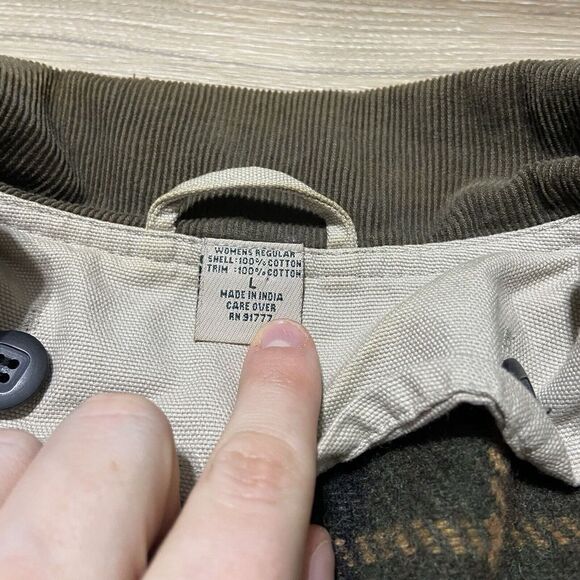 WOMENS REGULAR
SHELL:100% COTTON
TRIM :100% COTTON
L
MADE IN INDIA
CARE OVER
RN 91777